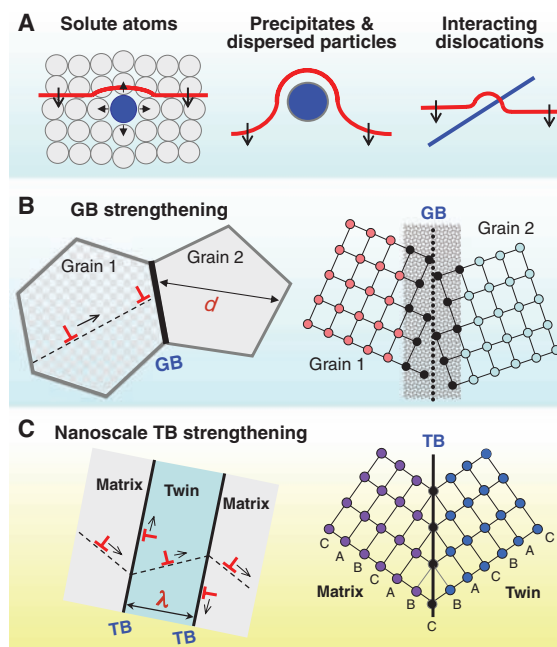 A
Solute atoms
Precipitates &
dispersed particles
Interacting
dislocations
B
GB strengthening
Grain 1
Grain 2
d
GB
GB
Grain 2
Grain 1
C
Nanoscale TB strengthening
Matrix
Twin
Matrix
λ
TB
TB
TB
C
A
B
C
A
B
C
B
A
C
B
A
C
Matrix
Twin